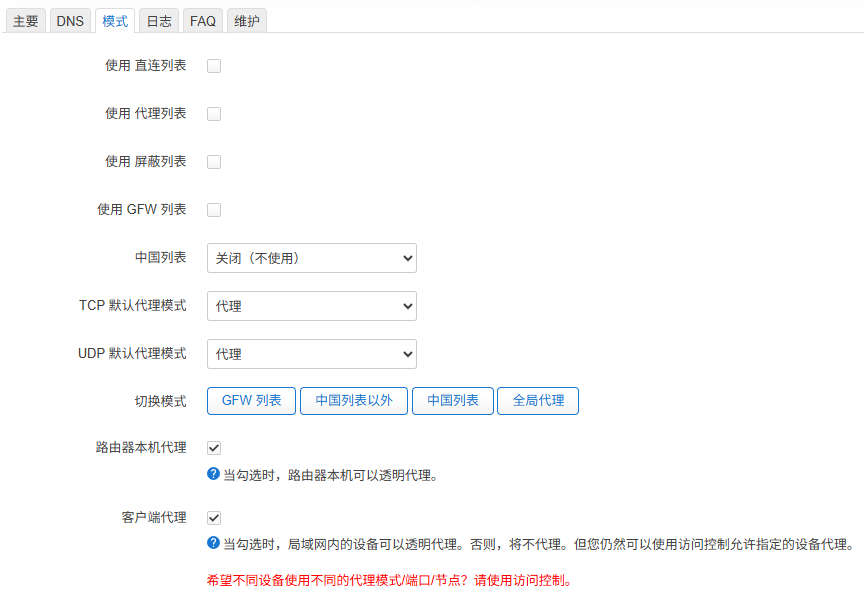 主要 DNS 模式 日志 FAQ 维护
使用 直连列表
使用 代理列表
使用 屏蔽列表
使用 GFW 列表
中国列表 关闭（不使用）
TCP 默认代理模式 代理
UDP 默认代理模式 代理
切换模式 GFW 列表 中国列表以外 中国列表 全局代理
路由器本机代理
当勾选时，路由器本机可以透明代理。
客户端代理
当勾选时，局域网内的设备可以透明代理。否则，将不代理。但您仍然可以使用访问控制允许指定的设备代理。
希望不同设备使用不同的代理模式/端口/节点？请使用访问控制。